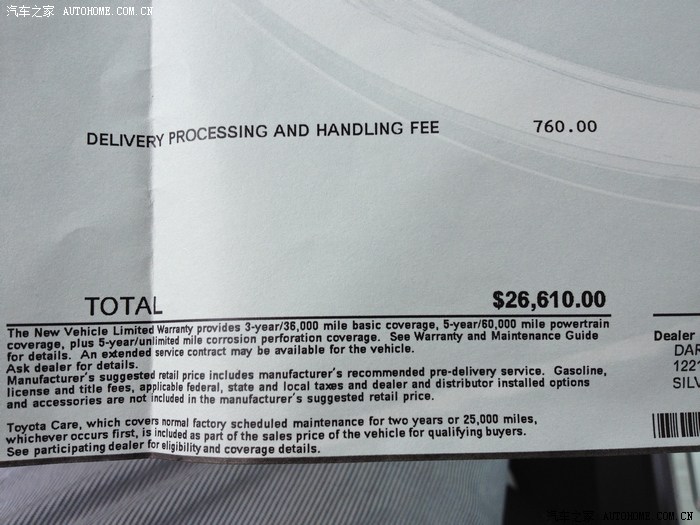 汽车之家 AUTOHOME.COM.CN
DELIVERY PROCESSING AND HANDLING FEE 760.00
TOTAL $26,610.00
The New Vehicle Limited Warranty provides 3-year/36,000 mile basic coverage, 5-year/60,000 mile powertrain
coverage, plus 5-year/unlimited mile corrosion perforation coverage. See Warranty and Maintenance Guide
for details. An extended service contract may be available for the vehicle.
Ask dealer for details.
Manufacturer's suggested retail price includes manufacturer's recommended pre-delivery service. Gasoline,
license and title fees, applicable federal, state and local taxes and dealer and distributor installed options
and accessories are not included in the manufacturer's suggested retail price.
Toyota Care, which covers normal factory scheduled maintenance for two years or 25,000 miles,
whichever occurs first, is included as part of the sales price of the vehicle for qualifying buyers.
See participating dealer for eligibility and coverage details.
Dealer
DAR
122
SILV
汽车之家 AUTOHOME.COM.CN